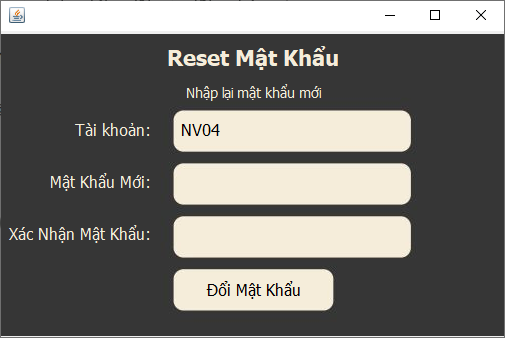 Reset Mật Khẩu
Nhập lại mật khẩu mới
Tài khoản: NV04
Mật Khẩu Mới:
Xác Nhận Mật Khẩu:
Đổi Mật Khẩu